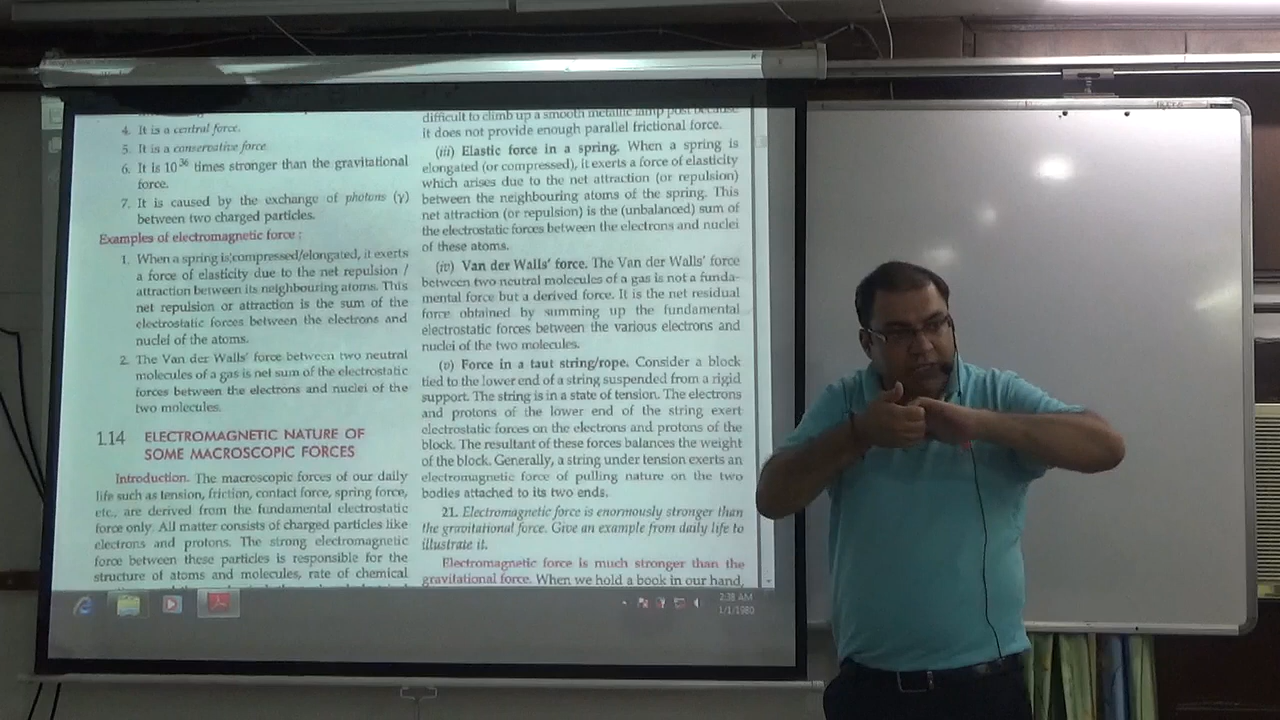 4. It is a central force.
5. It is a conservative force
6. It is 10³⁶ times stronger than the gravitational
force.
7. It is caused by the exchange of photons (γ)
between two charged particles.
Examples of electromagnetic force :
1. When a spring is compressed/elongated, it exerts
a force of elasticity due to the net repulsion /
attraction between its neighbouring atoms. This
net repulsion or attraction is the sum of the
electrostatic forces between the electrons and
nuclei of the atoms.
2. The Van der Walls' force between two neutral
molecules of a gas is net sum of the electrostatic
forces between the electrons and nuclei of the
two molecules.
1.14 ELECTROMAGNETIC NATURE OF
SOME MACROSCOPIC FORCES
Introduction. The macroscopic forces of our daily
life such as tension, friction, contact force, spring force,
etc., are derived from the fundamental electrostatic
force only. All matter consists of charged particles like
electrons and protons. The strong electromagnetic
force between these particles is responsible for the
structure of atoms and molecules, rate of chemical
difficult to climb up a smooth metallic lamp post because
it does not provide enough parallel frictional force.
(iii) Elastic force in a spring. When a spring is
elongated (or compressed), it exerts a force of elasticity
which arises due to the net attraction (or repulsion)
between the neighbouring atoms of the spring. This
net attraction (or repulsion) is the (unbalanced) sum of
the electrostatic forces between the electrons and nuclei
of these atoms.
(iv) Van der Walls' force. The Van der Walls' force
between two neutral molecules of a gas is not a funda-
mental force but a derived force. It is the net residual
force obtained by summing up the fundamental
electrostatic forces between the various electrons and
nuclei of the two molecules.
(v) Force in a taut string/rope. Consider a block
tied to the lower end of a string suspended from a rigid
support. The string is in a state of tension. The electrons
and protons of the lower end of the string exert
electrostatic forces on the electrons and protons of the
block. The resultant of these forces balances the weight
of the block. Generally, a string under tension exerts an
electromagnetic force of pulling nature on the two
bodies attached to its two ends.
21. Electromagnetic force is enormously stronger than
the gravitational force. Give an example from daily life to
illustrate it.
Electromagnetic force is much stronger than the
gravitational force. When we hold a book in our hand,
2:38 AM
1/1/1980